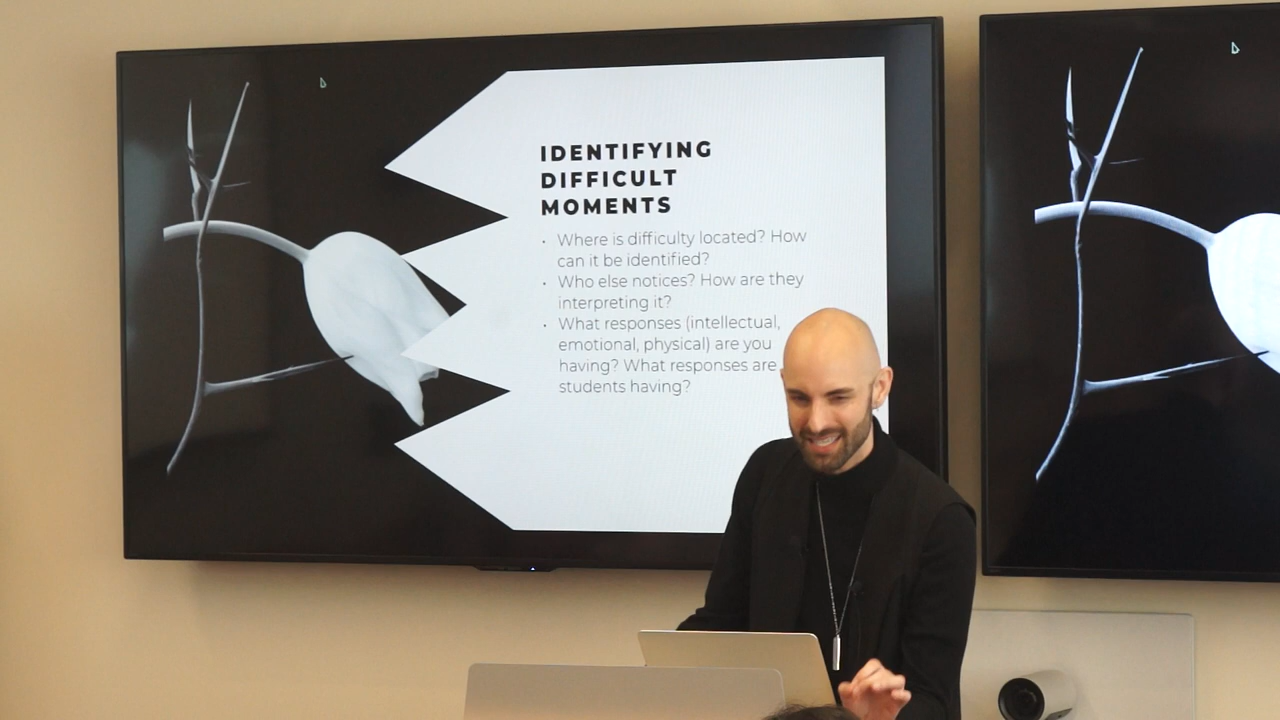 IDENTIFYING
DIFFICULT
MOMENTS
• Where is difficulty located? How
can it be identified?
• Who else notices? How are they
interpreting it?
• What responses (intellectual,
emotional, physical) are you
having? What responses are
students having?